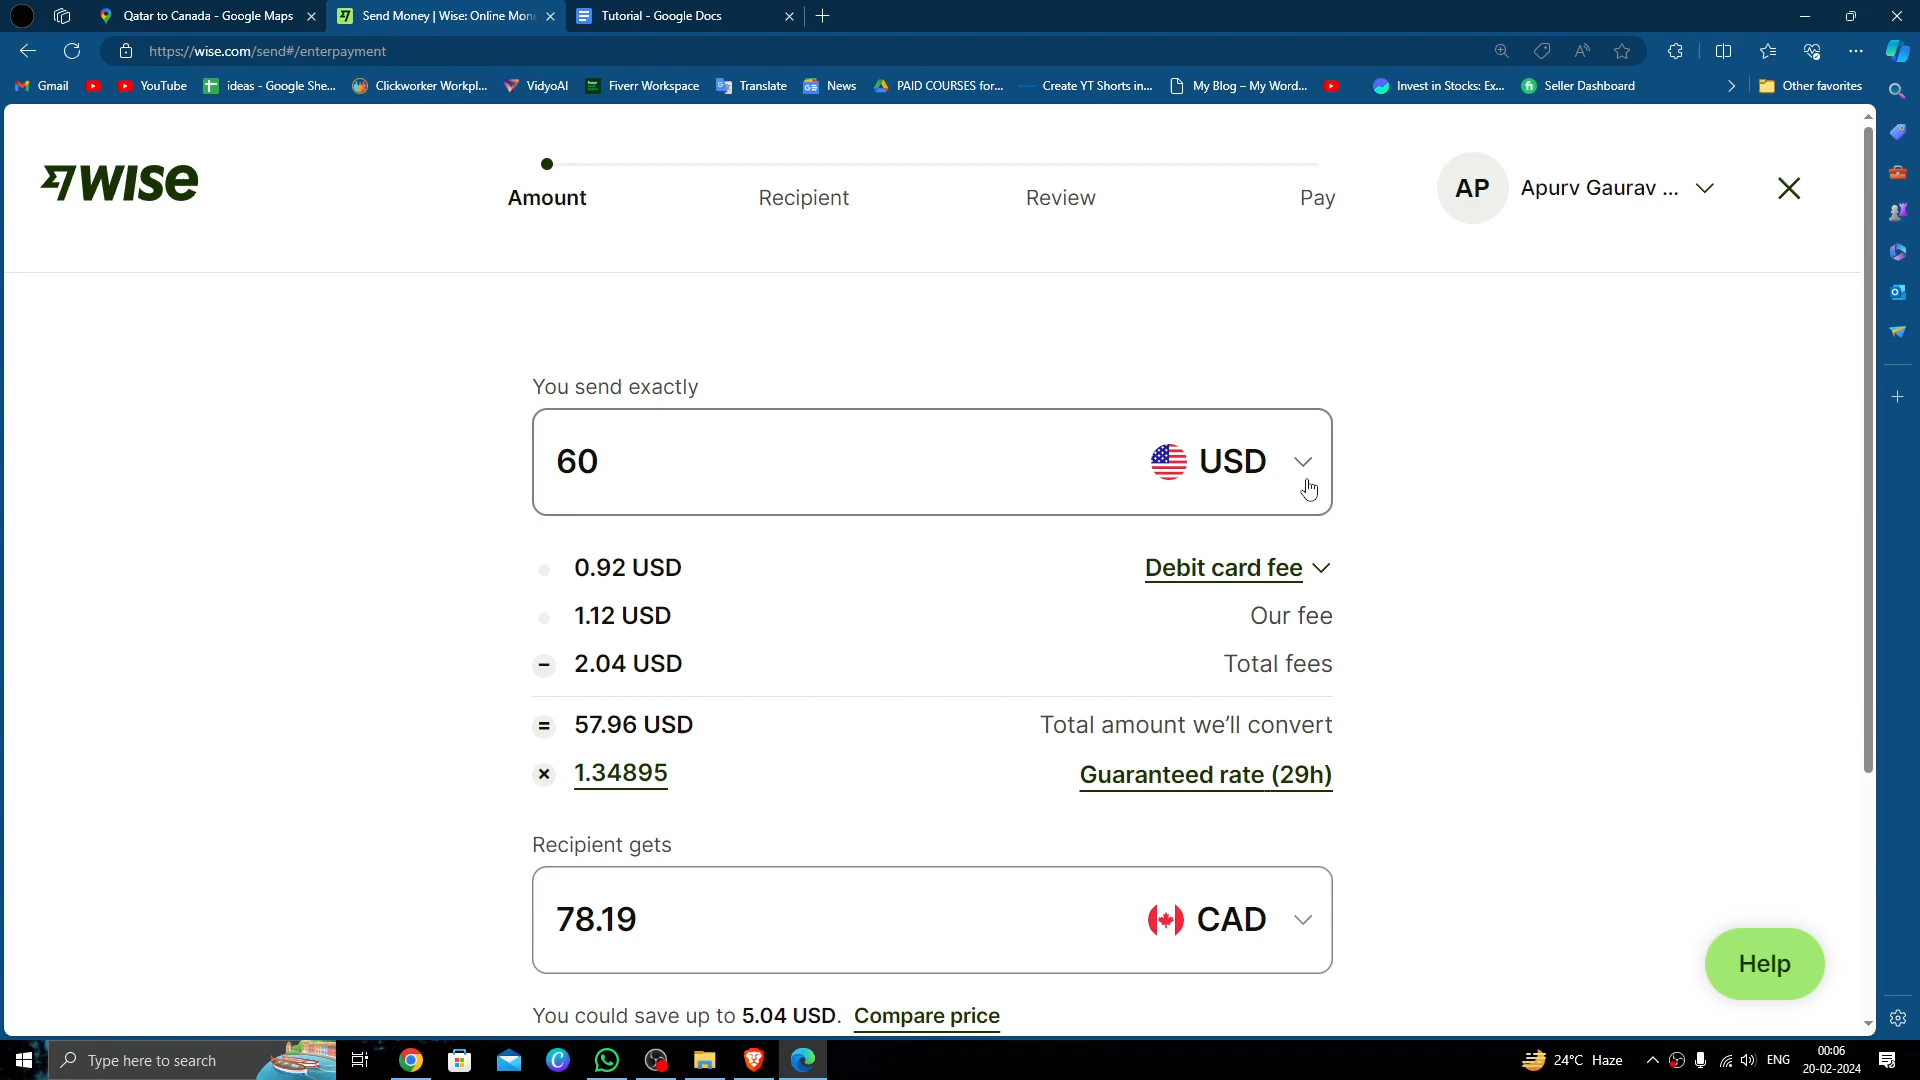 Qatar to Canada - Google Maps
Send Money | Wise: Online Mon
Tutorial - Google Docs
https://wise.com/send#/enterpayment
Gmail
YouTube
ideas - Google She...
Clickworker Workpl...
VidyoAI
Fiverr Workspace
Translate
News
PAID COURSES for...
Create YT Shorts in...
My Blog – My Word...
Invest in Stocks: Ex...
Seller Dashboard
Other favorites
WISE
Amount
Recipient
Review
Pay
AP
Apurv Gaurav ...
You send exactly
60
USD
0.92 USD
Debit card fee
1.12 USD
Our fee
– 2.04 USD
Total fees
= 57.96 USD
Total amount we’ll convert
× 1.34895
Guaranteed rate (29h)
Recipient gets
78.19
CAD
Help
You could save up to 5.04 USD. Compare price
Type here to search
24°C Haze
ENG
00:06
20-02-2024